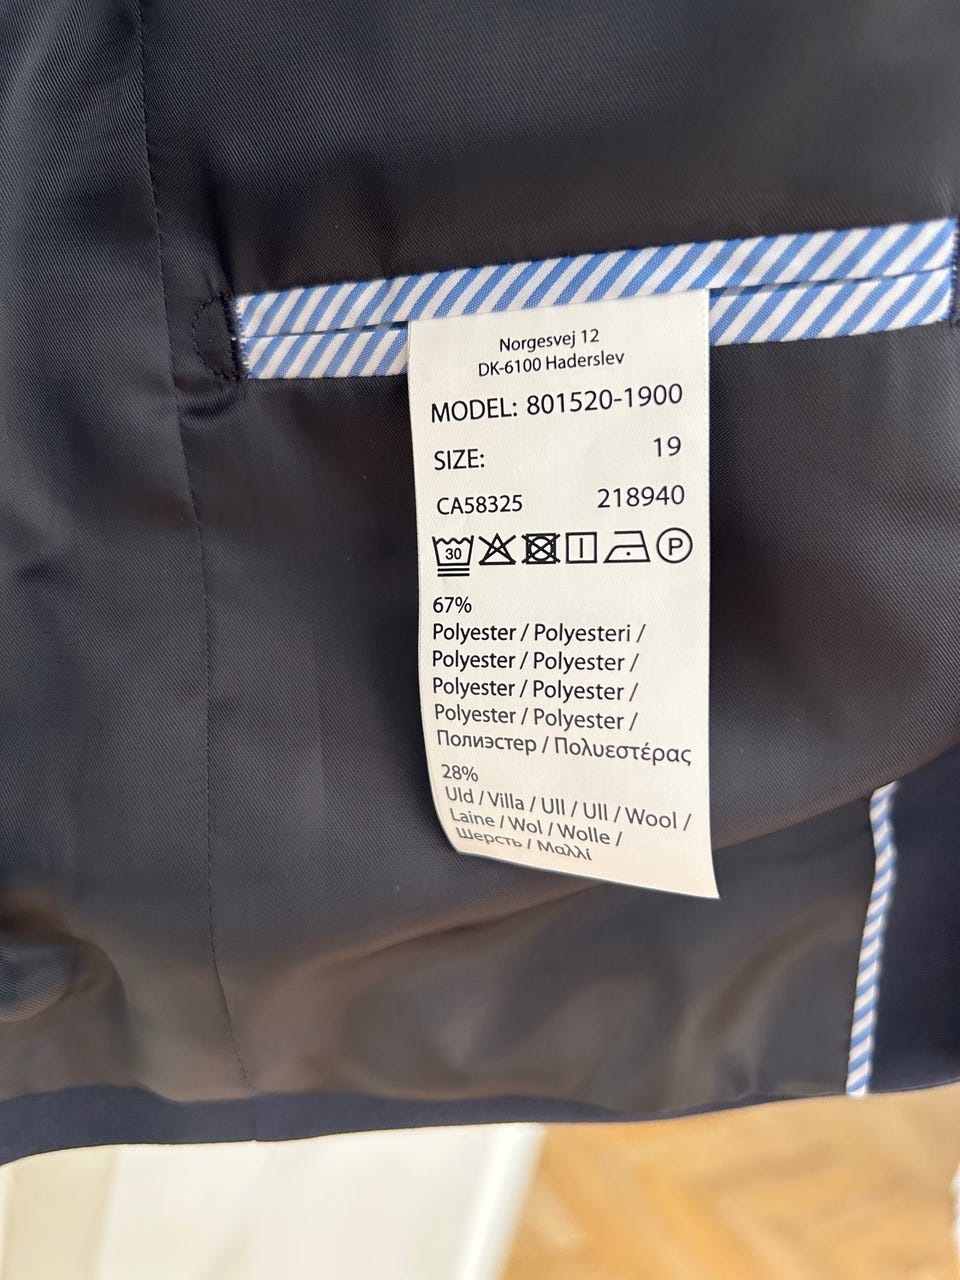 Norgesvej 12
DK-6100 Haderslev
MODEL: 801520-1900
SIZE: 19
CA58325 218940
30 P
67%
Polyester / Polyesteri /
Polyester / Polyester /
Polyester / Polyester /
Polyester / Polyester /
Полиэстер / Πολυεστέρας
28%
Uld / Villa / Ull / Ull / Wool /
Laine / Wol / Wolle /
Шерсть / Μαλλί